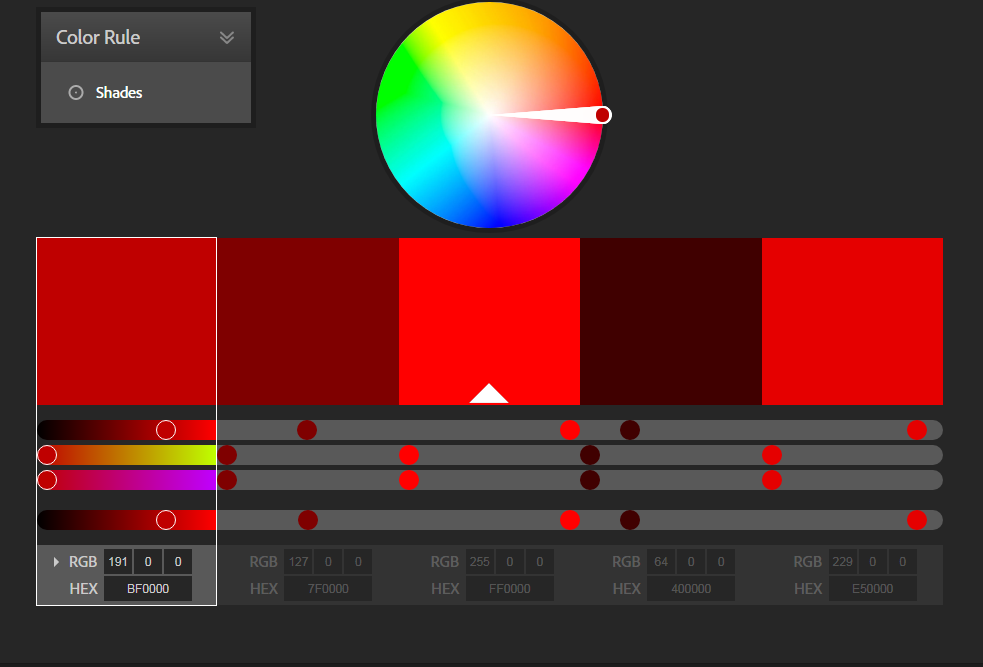 Color Rule
Shades
RGB 191 0 0 RGB 127 0 0 RGB 255 0 0 RGB 64 0 0 RGB 229 0 0
HEX BF0000 HEX 7F0000 HEX FF0000 HEX 400000 HEX E50000